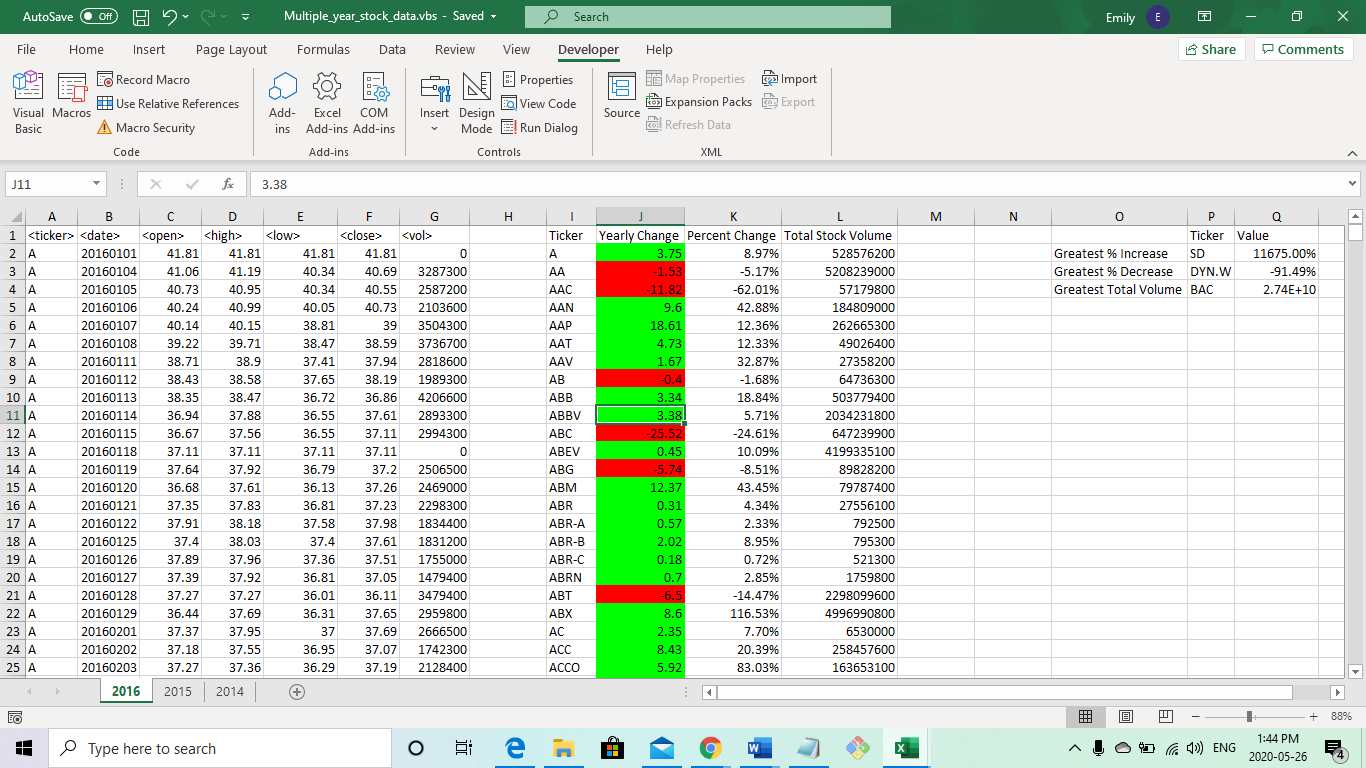 AutoSave Off Multiple_year_stock_data.vbs - Saved Search Emily E
File Home Insert Page Layout Formulas Data Review View Developer Help Share Comments
Visual Basic
Macros
Record Macro
Use Relative References
Macro Security
Code
Add-ins
Excel Add-ins
COM Add-ins
Add-ins
Insert
Design Mode
Properties
View Code
Run Dialog
Controls
Source
Map Properties
Expansion Packs
Refresh Data
Import
Export
XML
J11 fx 3.38
A B C D E F G H I J K L M N O P Q
1 <ticker> <date> <open> <high> <low> <close> <vol> Ticker Yearly Change Percent Change Total Stock Volume Ticker Value
2 A 20160101 41.81 41.81 41.81 41.81 0 A 3.75 8.97% 528576200 Greatest % Increase SD 11675.00%
3 A 20160104 41.06 41.19 40.34 40.69 3287300 AA -1.53 -5.17% 5208239000 Greatest % Decrease DYN.W -91.49%
4 A 20160105 40.73 40.95 40.34 40.55 2587200 AAC -11.82 -62.01% 57179800 Greatest Total Volume BAC 2.74E+10
5 A 20160106 40.24 40.99 40.05 40.73 2103600 AAN 9.6 42.88% 184809000
6 A 20160107 40.14 40.15 38.81 39 3504300 AAP 18.61 12.36% 262665300
7 A 20160108 39.22 39.71 38.47 38.59 3736700 AAT 4.73 12.33% 49026400
8 A 20160111 38.71 38.9 37.41 37.94 2818600 AAV 1.67 32.87% 27358200
9 A 20160112 38.43 38.58 37.65 38.19 1989300 AB -0.4 -1.68% 64736300
10 A 20160113 38.35 38.47 36.72 36.86 4206600 ABB 3.34 18.84% 503779400
11 A 20160114 36.94 37.88 36.55 37.61 2893300 ABBV 3.38 5.71% 2034231800
12 A 20160115 36.67 37.56 36.55 37.11 2994300 ABC -25.52 -24.61% 647239900
13 A 20160118 37.11 37.11 37.11 37.11 0 ABEV 0.45 10.09% 4199335100
14 A 20160119 37.64 37.92 36.79 37.2 2506500 ABG -5.74 -8.51% 89828200
15 A 20160120 36.68 37.61 36.13 37.26 2469000 ABM 12.37 43.45% 79787400
16 A 20160121 37.35 37.83 36.81 37.23 2298300 ABR 0.31 4.34% 27556100
17 A 20160122 37.91 38.18 37.58 37.98 1834400 ABR-A 0.57 2.33% 792500
18 A 20160125 37.4 38.03 37.4 37.61 1831200 ABR-B 2.02 8.95% 795300
19 A 20160126 37.89 37.96 37.36 37.51 1755000 ABR-C 0.18 0.72% 521300
20 A 20160127 37.39 37.92 36.81 37.05 1479400 ABRN 0.7 2.85% 1759800
21 A 20160128 37.27 37.27 36.01 36.11 3479400 ABT -6.5 -14.47% 2298099600
22 A 20160129 36.44 37.69 36.31 37.65 2959800 ABX 8.6 116.53% 4996990800
23 A 20160201 37.37 37.95 37 37.69 2666500 AC 2.35 7.70% 6530000
24 A 20160202 37.18 37.55 36.95 37.07 1742300 ACC 8.43 20.39% 258457600
25 A 20160203 37.27 37.36 36.29 37.19 2128400 ACCO 5.92 83.03% 163653100
2016 2015 2014
88%
Type here to search ENG 1:44 PM
2020-05-26 4